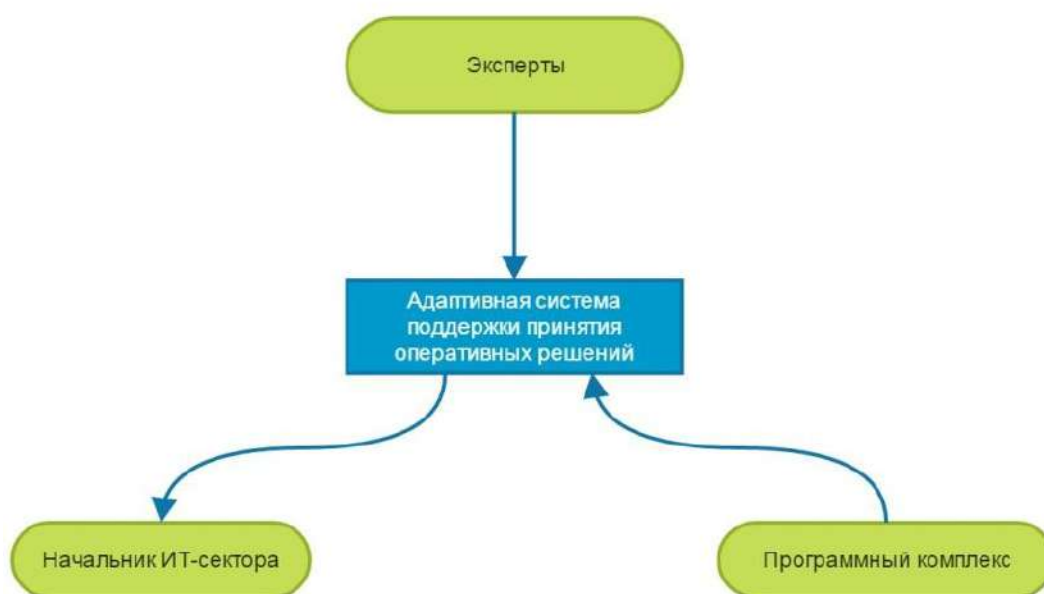 Эксперты
Адаптивная система
поддержки принятия
оперативных решений
Начальник ИТ-сектора
Программный комплекс